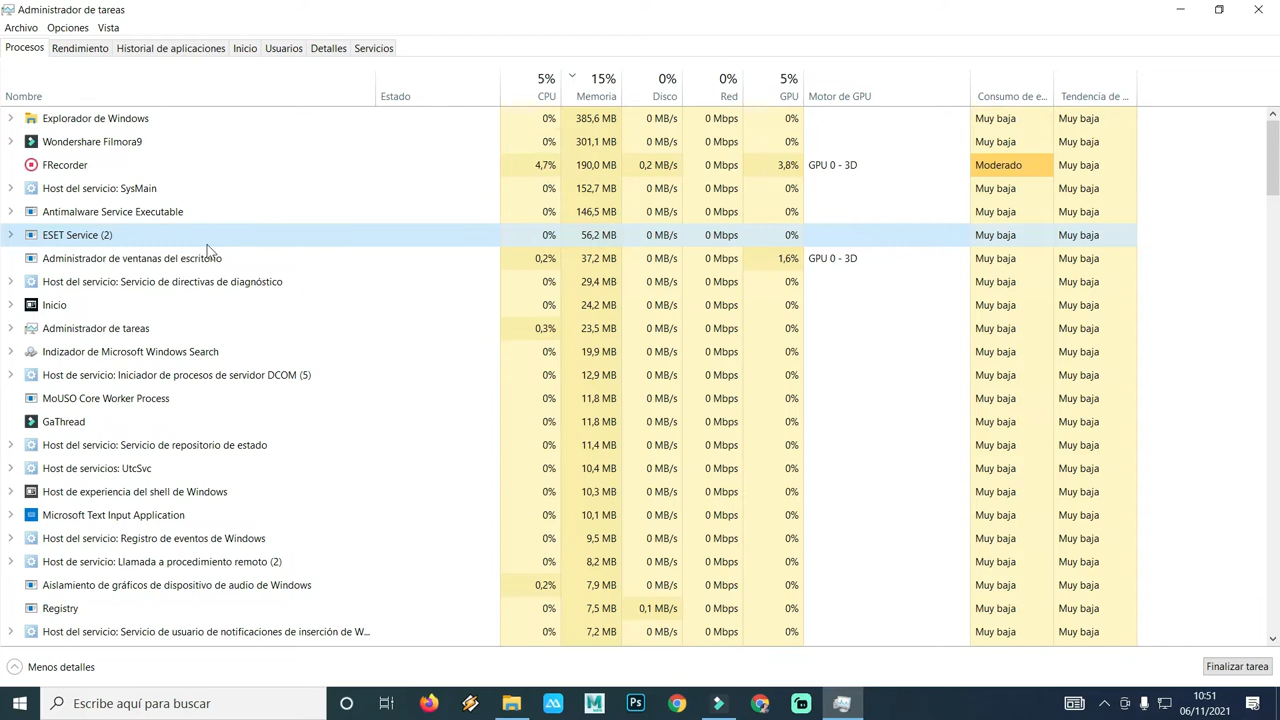 Administrador de tareas
Archivo Opciones Vista
Procesos Rendimiento Historial de aplicaciones Inicio Usuarios Detalles Servicios
5% 15% 0% 0% 5%
Nombre Estado CPU Memoria Disco Red GPU Motor de GPU Consumo de e... Tendencia de ...
Explorador de Windows 0% 385,6 MB 0 MB/s 0 Mbps 0% Muy baja Muy baja
Wondershare Filmora9 0% 301,1 MB 0 MB/s 0 Mbps 0% Muy baja Muy baja
FRecorder 4,7% 190,0 MB 0,2 MB/s 0 Mbps 3,8% GPU 0 - 3D Moderado Muy baja
Host del servicio: SysMain 0% 152,7 MB 0 MB/s 0 Mbps 0% Muy baja Muy baja
Antimalware Service Executable 0% 146,5 MB 0 MB/s 0 Mbps 0% Muy baja Muy baja
ESET Service (2) 0% 56,2 MB 0 MB/s 0 Mbps 0% Muy baja Muy baja
Administrador de ventanas del escritorio 0,2% 37,2 MB 0 MB/s 0 Mbps 1,6% GPU 0 - 3D Muy baja Muy baja
Host del servicio: Servicio de directivas de diagnóstico 0% 29,4 MB 0 MB/s 0 Mbps 0% Muy baja Muy baja
Inicio 0% 24,2 MB 0 MB/s 0 Mbps 0% Muy baja Muy baja
Administrador de tareas 0,3% 23,5 MB 0 MB/s 0 Mbps 0% Muy baja Muy baja
Indizador de Microsoft Windows Search 0% 19,9 MB 0 MB/s 0 Mbps 0% Muy baja Muy baja
Host de servicio: Iniciador de procesos de servidor DCOM (5) 0% 12,9 MB 0 MB/s 0 Mbps 0% Muy baja Muy baja
MoUSO Core Worker Process 0% 11,8 MB 0 MB/s 0 Mbps 0% Muy baja Muy baja
GaThread 0% 11,8 MB 0 MB/s 0 Mbps 0% Muy baja Muy baja
Host del servicio: Servicio de repositorio de estado 0% 11,4 MB 0 MB/s 0 Mbps 0% Muy baja Muy baja
Host de servicios: UtcSvc 0% 10,4 MB 0 MB/s 0 Mbps 0% Muy baja Muy baja
Host de experiencia del shell de Windows 0% 10,3 MB 0 MB/s 0 Mbps 0% Muy baja Muy baja
Microsoft Text Input Application 0% 10,1 MB 0 MB/s 0 Mbps 0% Muy baja Muy baja
Host del servicio: Registro de eventos de Windows 0% 9,5 MB 0 MB/s 0 Mbps 0% Muy baja Muy baja
Host de servicio: Llamada a procedimiento remoto (2) 0% 8,2 MB 0 MB/s 0 Mbps 0% Muy baja Muy baja
Aislamiento de gráficos de dispositivo de audio de Windows 0,2% 7,9 MB 0 MB/s 0 Mbps 0% Muy baja Muy baja
Registry 0% 7,5 MB 0,1 MB/s 0 Mbps 0% Muy baja Muy baja
Host del servicio: Servicio de usuario de notificaciones de inserción de W... 0% 7,2 MB 0 MB/s 0 Mbps 0% Muy baja Muy baja
Menos detalles Finalizar tarea
Escribe aquí para buscar Ps 10:51
06/11/2021